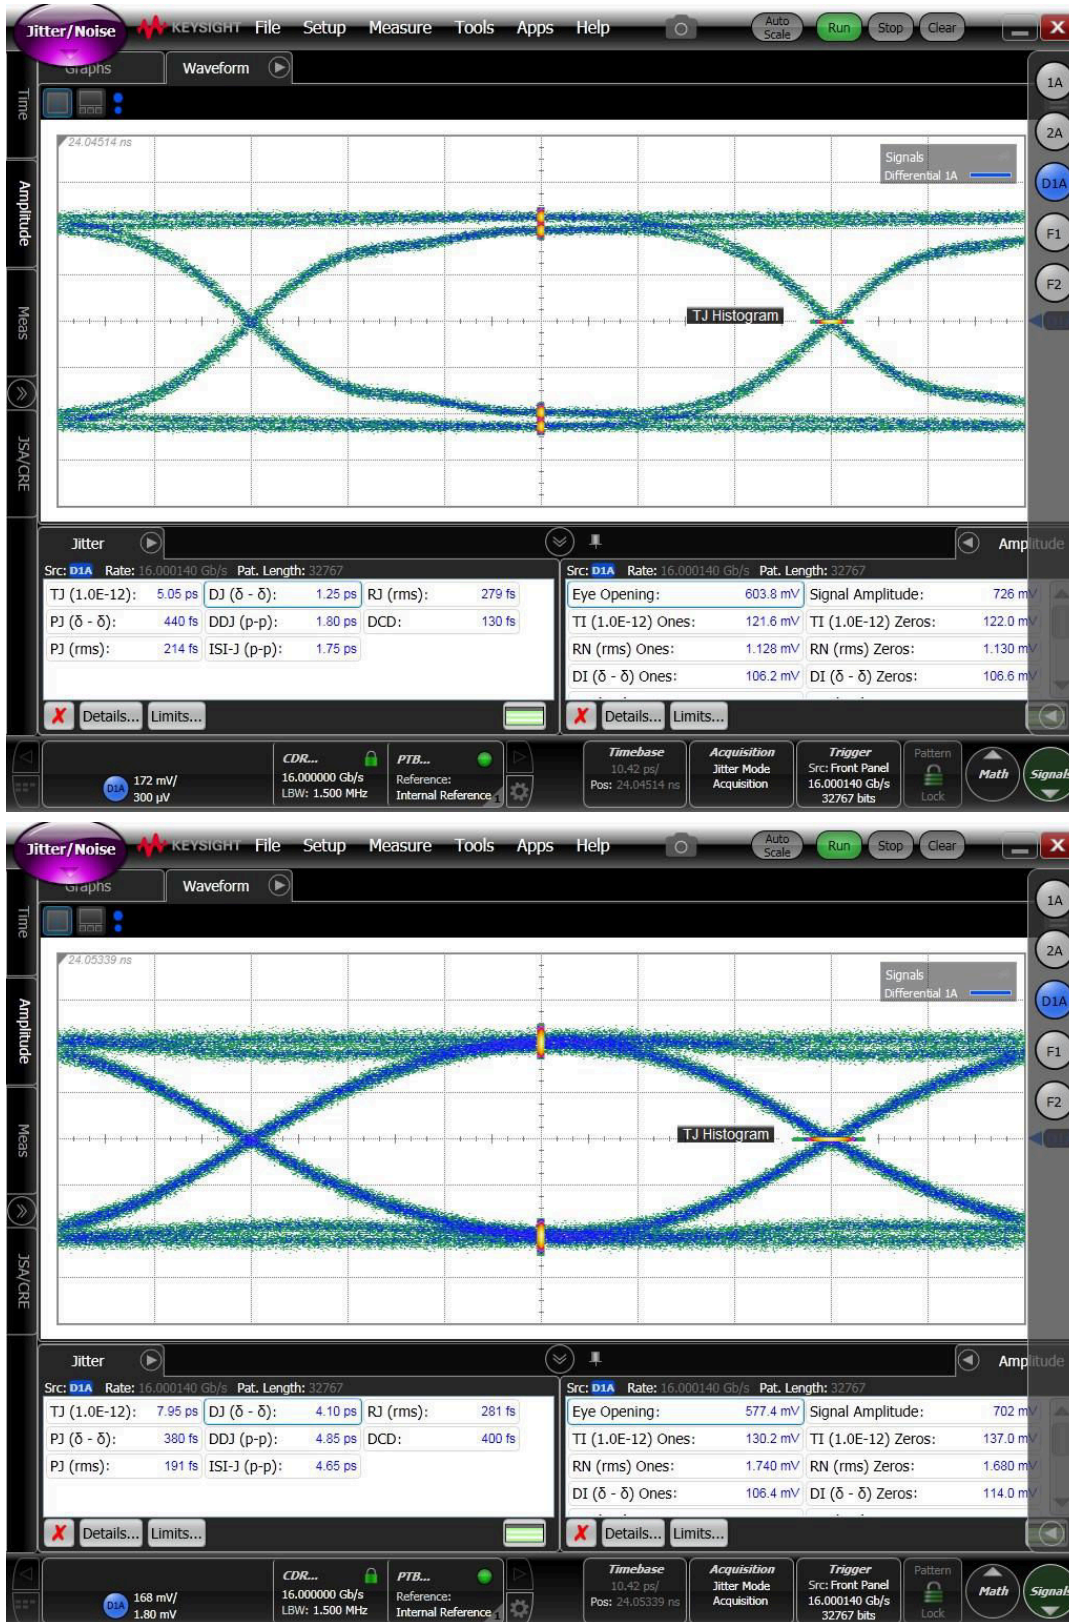 Jitter/Noise KEYSIGHT File Setup Measure Tools Apps Help Auto Scale Run Stop Clear X
Graphs Waveform
Time
Amplitude
Meas
JSA/CRE
24.04514 ns
Signals
Differential 1A
TJ Histogram
1A
2A
D1A
F1
F2
Jitter
Src: D1A Rate: 16.000140 Gb/s Pat. Length: 32767
TJ (1.0E-12): 5.05 ps DJ (δ - δ): 1.25 ps RJ (rms): 279 fs
PJ (δ - δ): 440 fs DDJ (p-p): 1.80 ps DCD: 130 fs
PJ (rms): 214 fs ISI-J (p-p): 1.75 ps
Details... Limits...
Amplitude
Src: D1A Rate: 16.000140 Gb/s Pat. Length: 32767
Eye Opening: 603.8 mV Signal Amplitude: 726 mV
TI (1.0E-12) Ones: 121.6 mV TI (1.0E-12) Zeros: 122.0 mV
RN (rms) Ones: 1.128 mV RN (rms) Zeros: 1.130 mV
DI (δ - δ) Ones: 106.2 mV DI (δ - δ) Zeros: 106.6 mV
Details... Limits...
D1A 172 mV/
300 µV
CDR...
16.000000 Gb/s
LBW: 1.500 MHz
PTB...
Reference:
Internal Reference
Timebase
10.42 ps/
Pos: 24.04514 ns
Acquisition
Jitter Mode
Acquisition
Trigger
Src: Front Panel
16.000140 Gb/s
32767 bits
Pattern
Lock
Math
Signals
Jitter/Noise KEYSIGHT File Setup Measure Tools Apps Help Auto Scale Run Stop Clear X
Graphs Waveform
Time
Amplitude
Meas
JSA/CRE
24.05339 ns
Signals
Differential 1A
TJ Histogram
1A
2A
D1A
F1
F2
Jitter
Src: D1A Rate: 16.000140 Gb/s Pat. Length: 32767
TJ (1.0E-12): 7.95 ps DJ (δ - δ): 4.10 ps RJ (rms): 281 fs
PJ (δ - δ): 380 fs DDJ (p-p): 4.85 ps DCD: 400 fs
PJ (rms): 191 fs ISI-J (p-p): 4.65 ps
Details... Limits...
Amplitude
Src: D1A Rate: 16.000140 Gb/s Pat. Length: 32767
Eye Opening: 577.4 mV Signal Amplitude: 702 mV
TI (1.0E-12) Ones: 130.2 mV TI (1.0E-12) Zeros: 137.0 mV
RN (rms) Ones: 1.740 mV RN (rms) Zeros: 1.680 mV
DI (δ - δ) Ones: 106.4 mV DI (δ - δ) Zeros: 114.0 mV
Details... Limits...
D1A 168 mV/
1.80 mV
CDR...
16.000000 Gb/s
LBW: 1.500 MHz
PTB...
Reference:
Internal Reference
Timebase
10.42 ps/
Pos: 24.05339 ns
Acquisition
Jitter Mode
Acquisition
Trigger
Src: Front Panel
16.000140 Gb/s
32767 bits
Pattern
Lock
Math
Signals